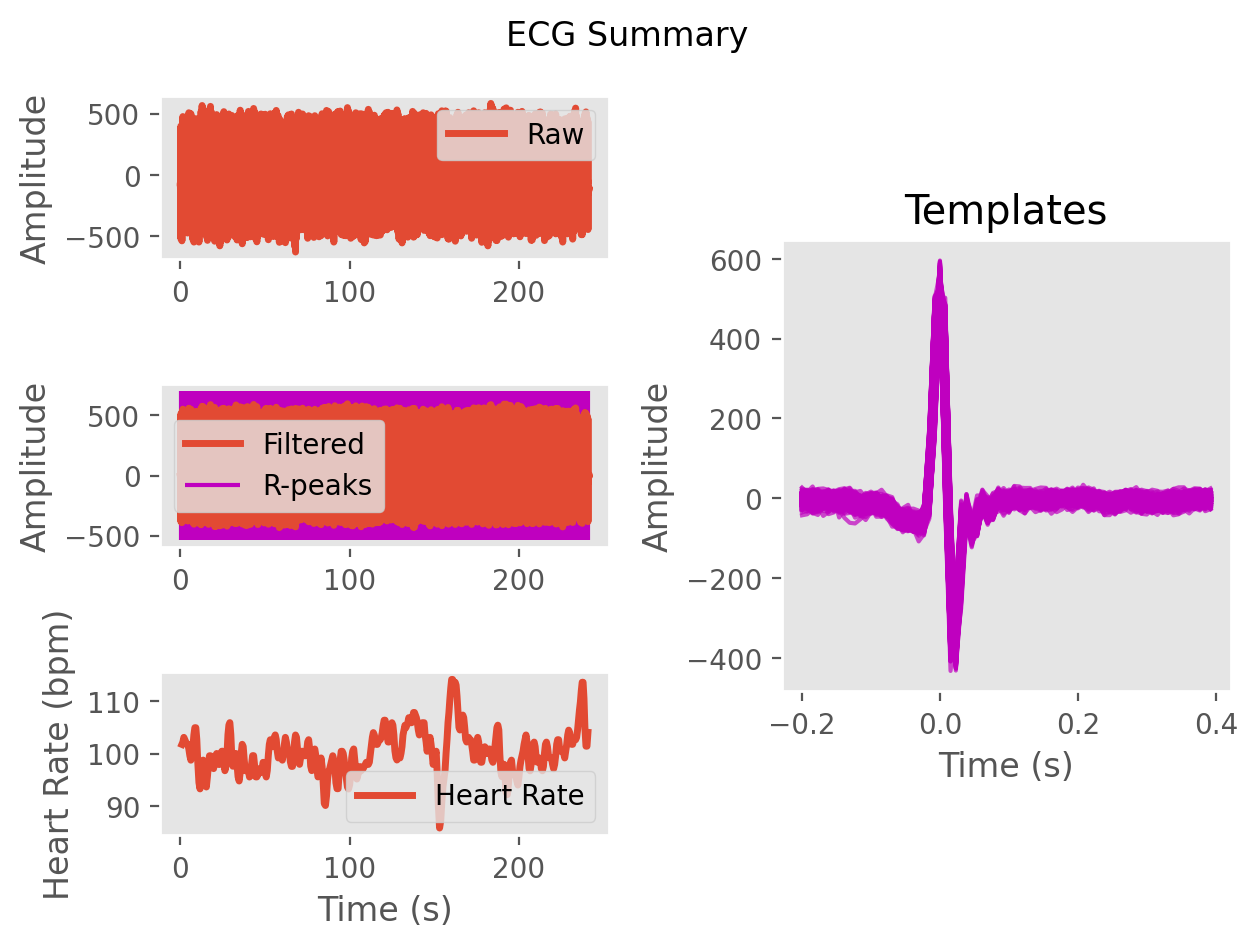 ECG Summary
Amplitude
500
0
−500
Raw
0 100 200
Amplitude
500
0
−500
Filtered
R-peaks
0 100 200
Heart Rate (bpm)
110
100
90
Heart Rate
0 100 200
Time (s)
Templates
Amplitude
600
400
200
0
−200
−400
−0.2 0.0 0.2 0.4
Time (s)